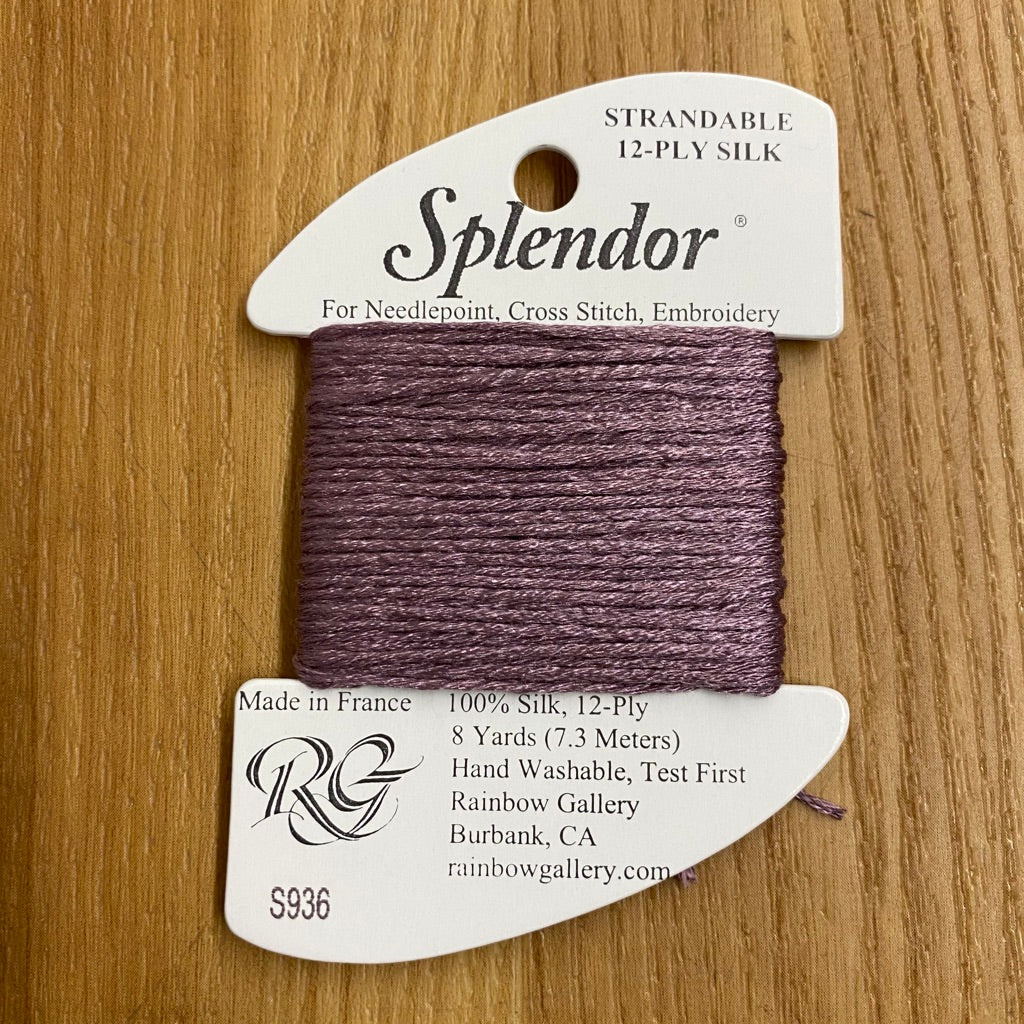 STRANDABLE
12-PLY SILK
Splendor ®
For Needlepoint, Cross Stitch, Embroidery
Made in France
RG
S936
100% Silk, 12-Ply
8 Yards (7.3 Meters)
Hand Washable, Test First
Rainbow Gallery
Burbank, CA
rainbowgallery.com